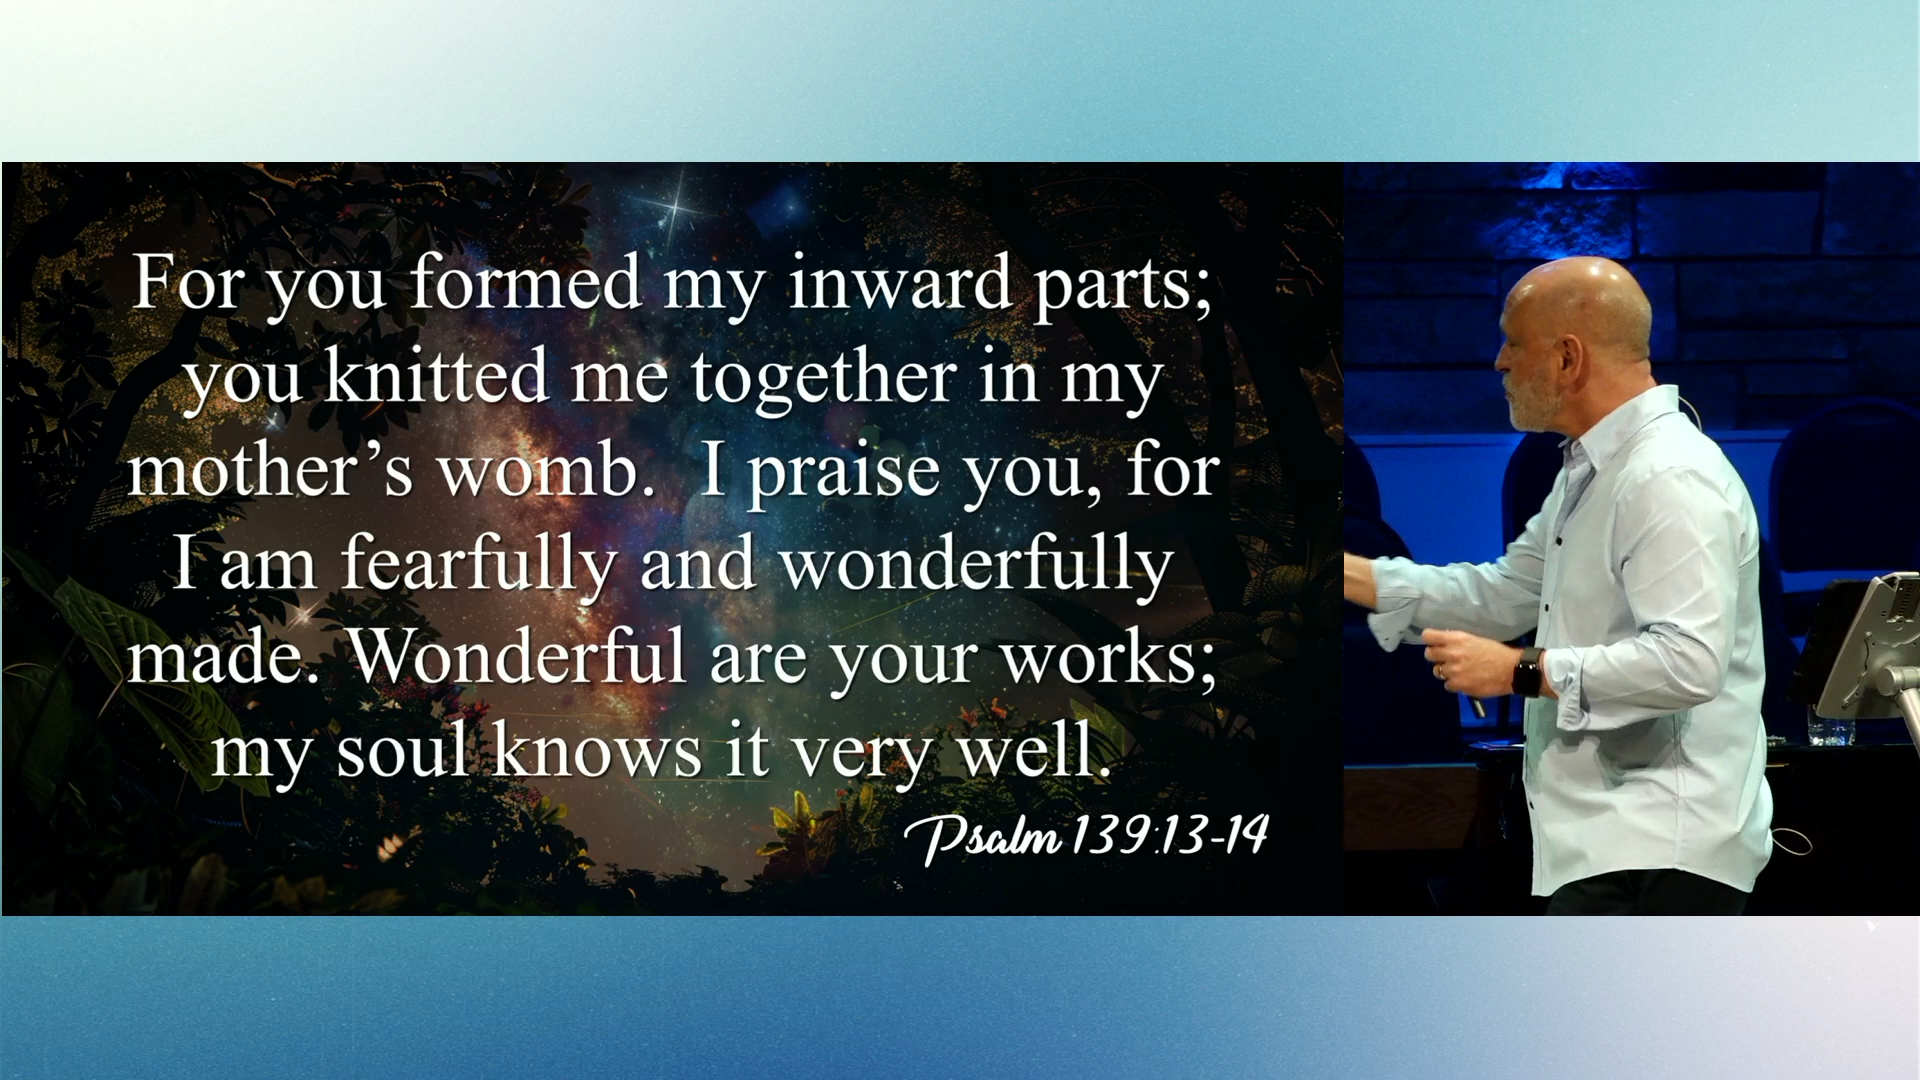 For you formed my inward parts;
you knitted me together in my
mother’s womb.  I praise you, for
I am fearfully and wonderfully
made. Wonderful are your works;
my soul knows it very well.
Psalm 139:13-14